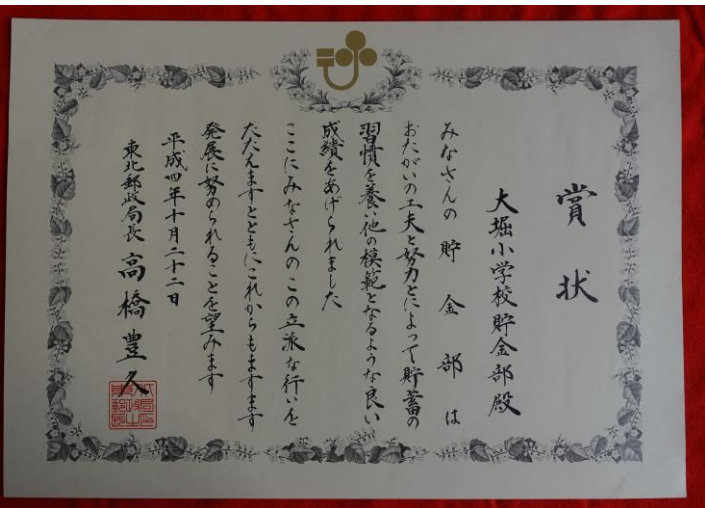 賞状
大堀小学校貯金部殿
みなさんの貯金部は
おたがいの工夫と努力とによって貯蓄の
習慣を養い他の模範となるような良い
成績をあげられました
ここにみなさんのこの立派な行いを
たたえますとともにこれからもますます
発展に努められることを望みます
平成四年十月二十二日
東北郵政局長 高橋豊久